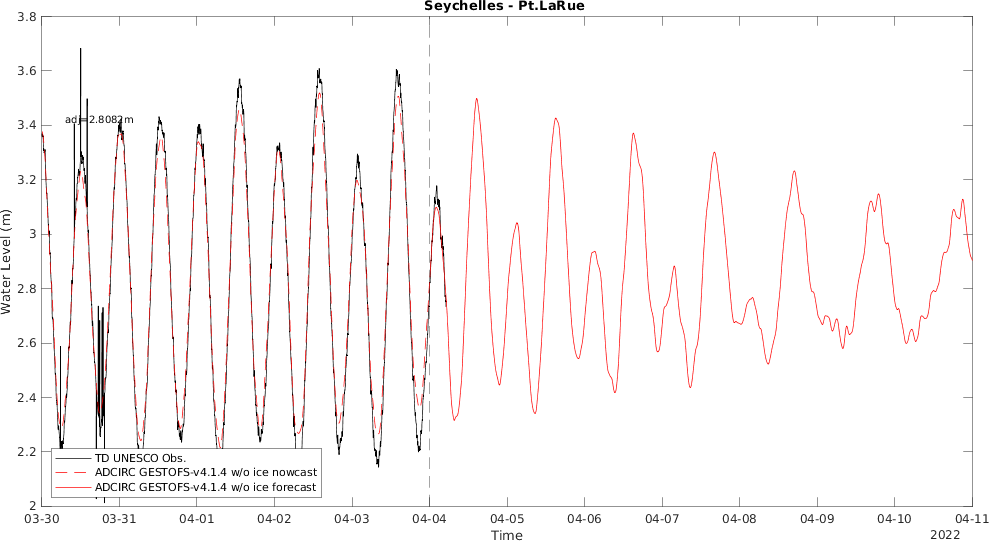 Seychelles - Pt.LaRue
3.8
3.6
3.4
3.2
3
2.8
2.6
2.4
2.2
2
Water Level (m)
adj=2.8082m
TD UNESCO Obs.
ADCIRC GESTOFS-v4.1.4 w/o ice nowcast
ADCIRC GESTOFS-v4.1.4 w/o ice forecast
03-30 03-31 04-01 04-02 04-03 04-04 04-05 04-06 04-07 04-08 04-09 04-10 04-11
Time
2022